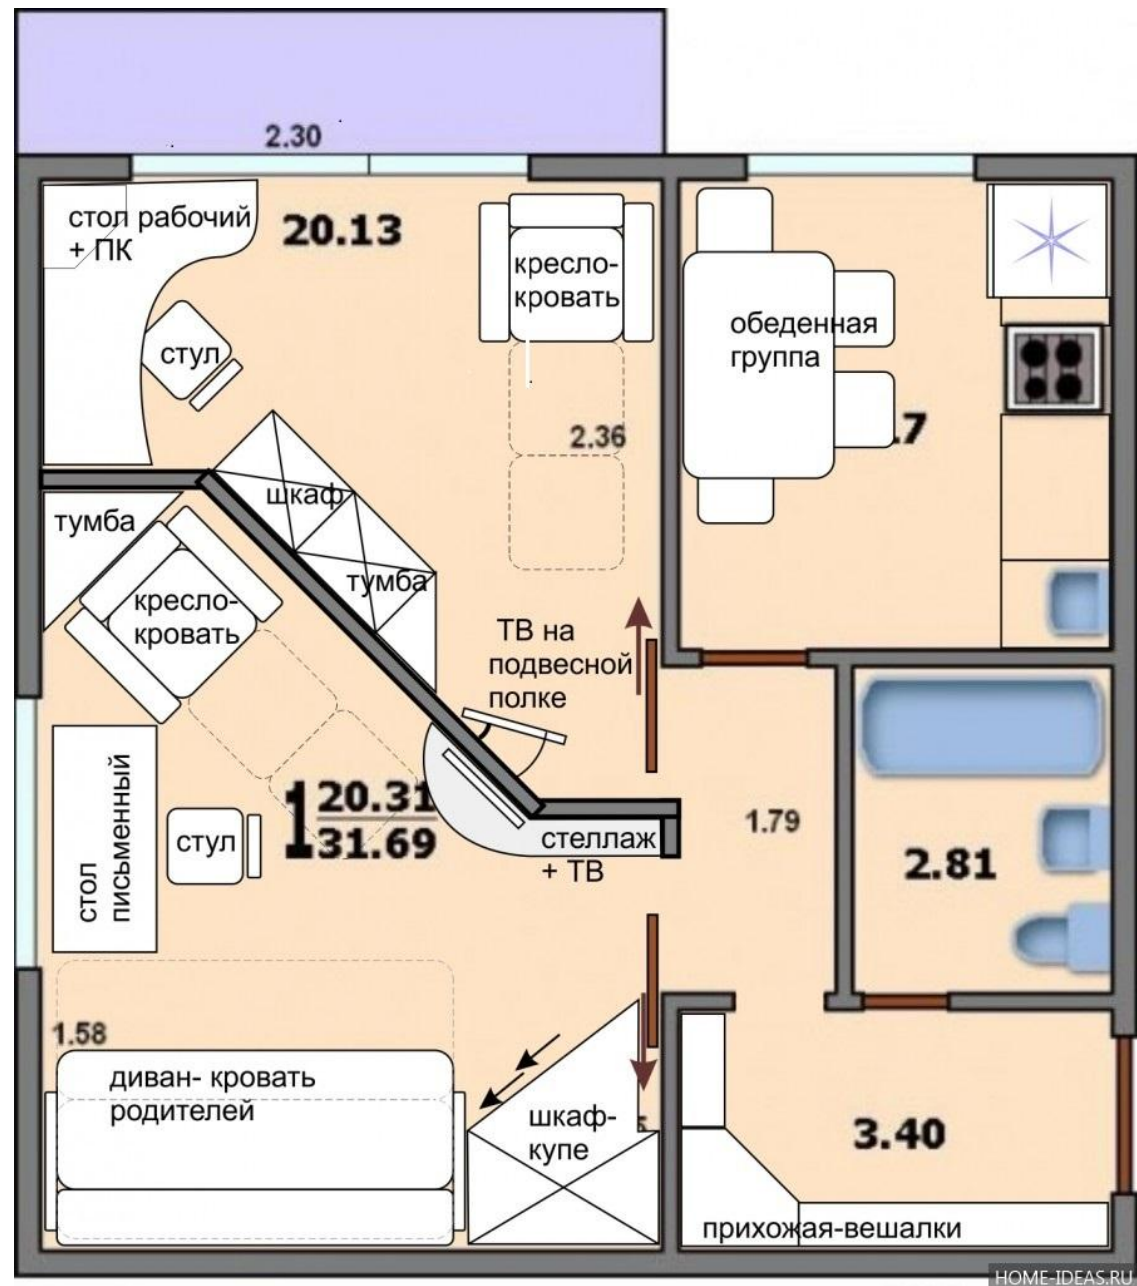 2.30
стол рабочий
+ ПК
20.13
кресло-
кровать
обеденная
группа
стул
2.36
.7
шкаф
тумба
тумба
кресло-
кровать
ТВ на
подвесной
полке
стол
письменный
стул
1 20.31
31.69
стеллаж
+ ТВ
1.79
2.81
1.58
диван- кровать
родителей
шкаф-
купе
3.40
прихожая-вешалки
HOME-IDEAS.RU